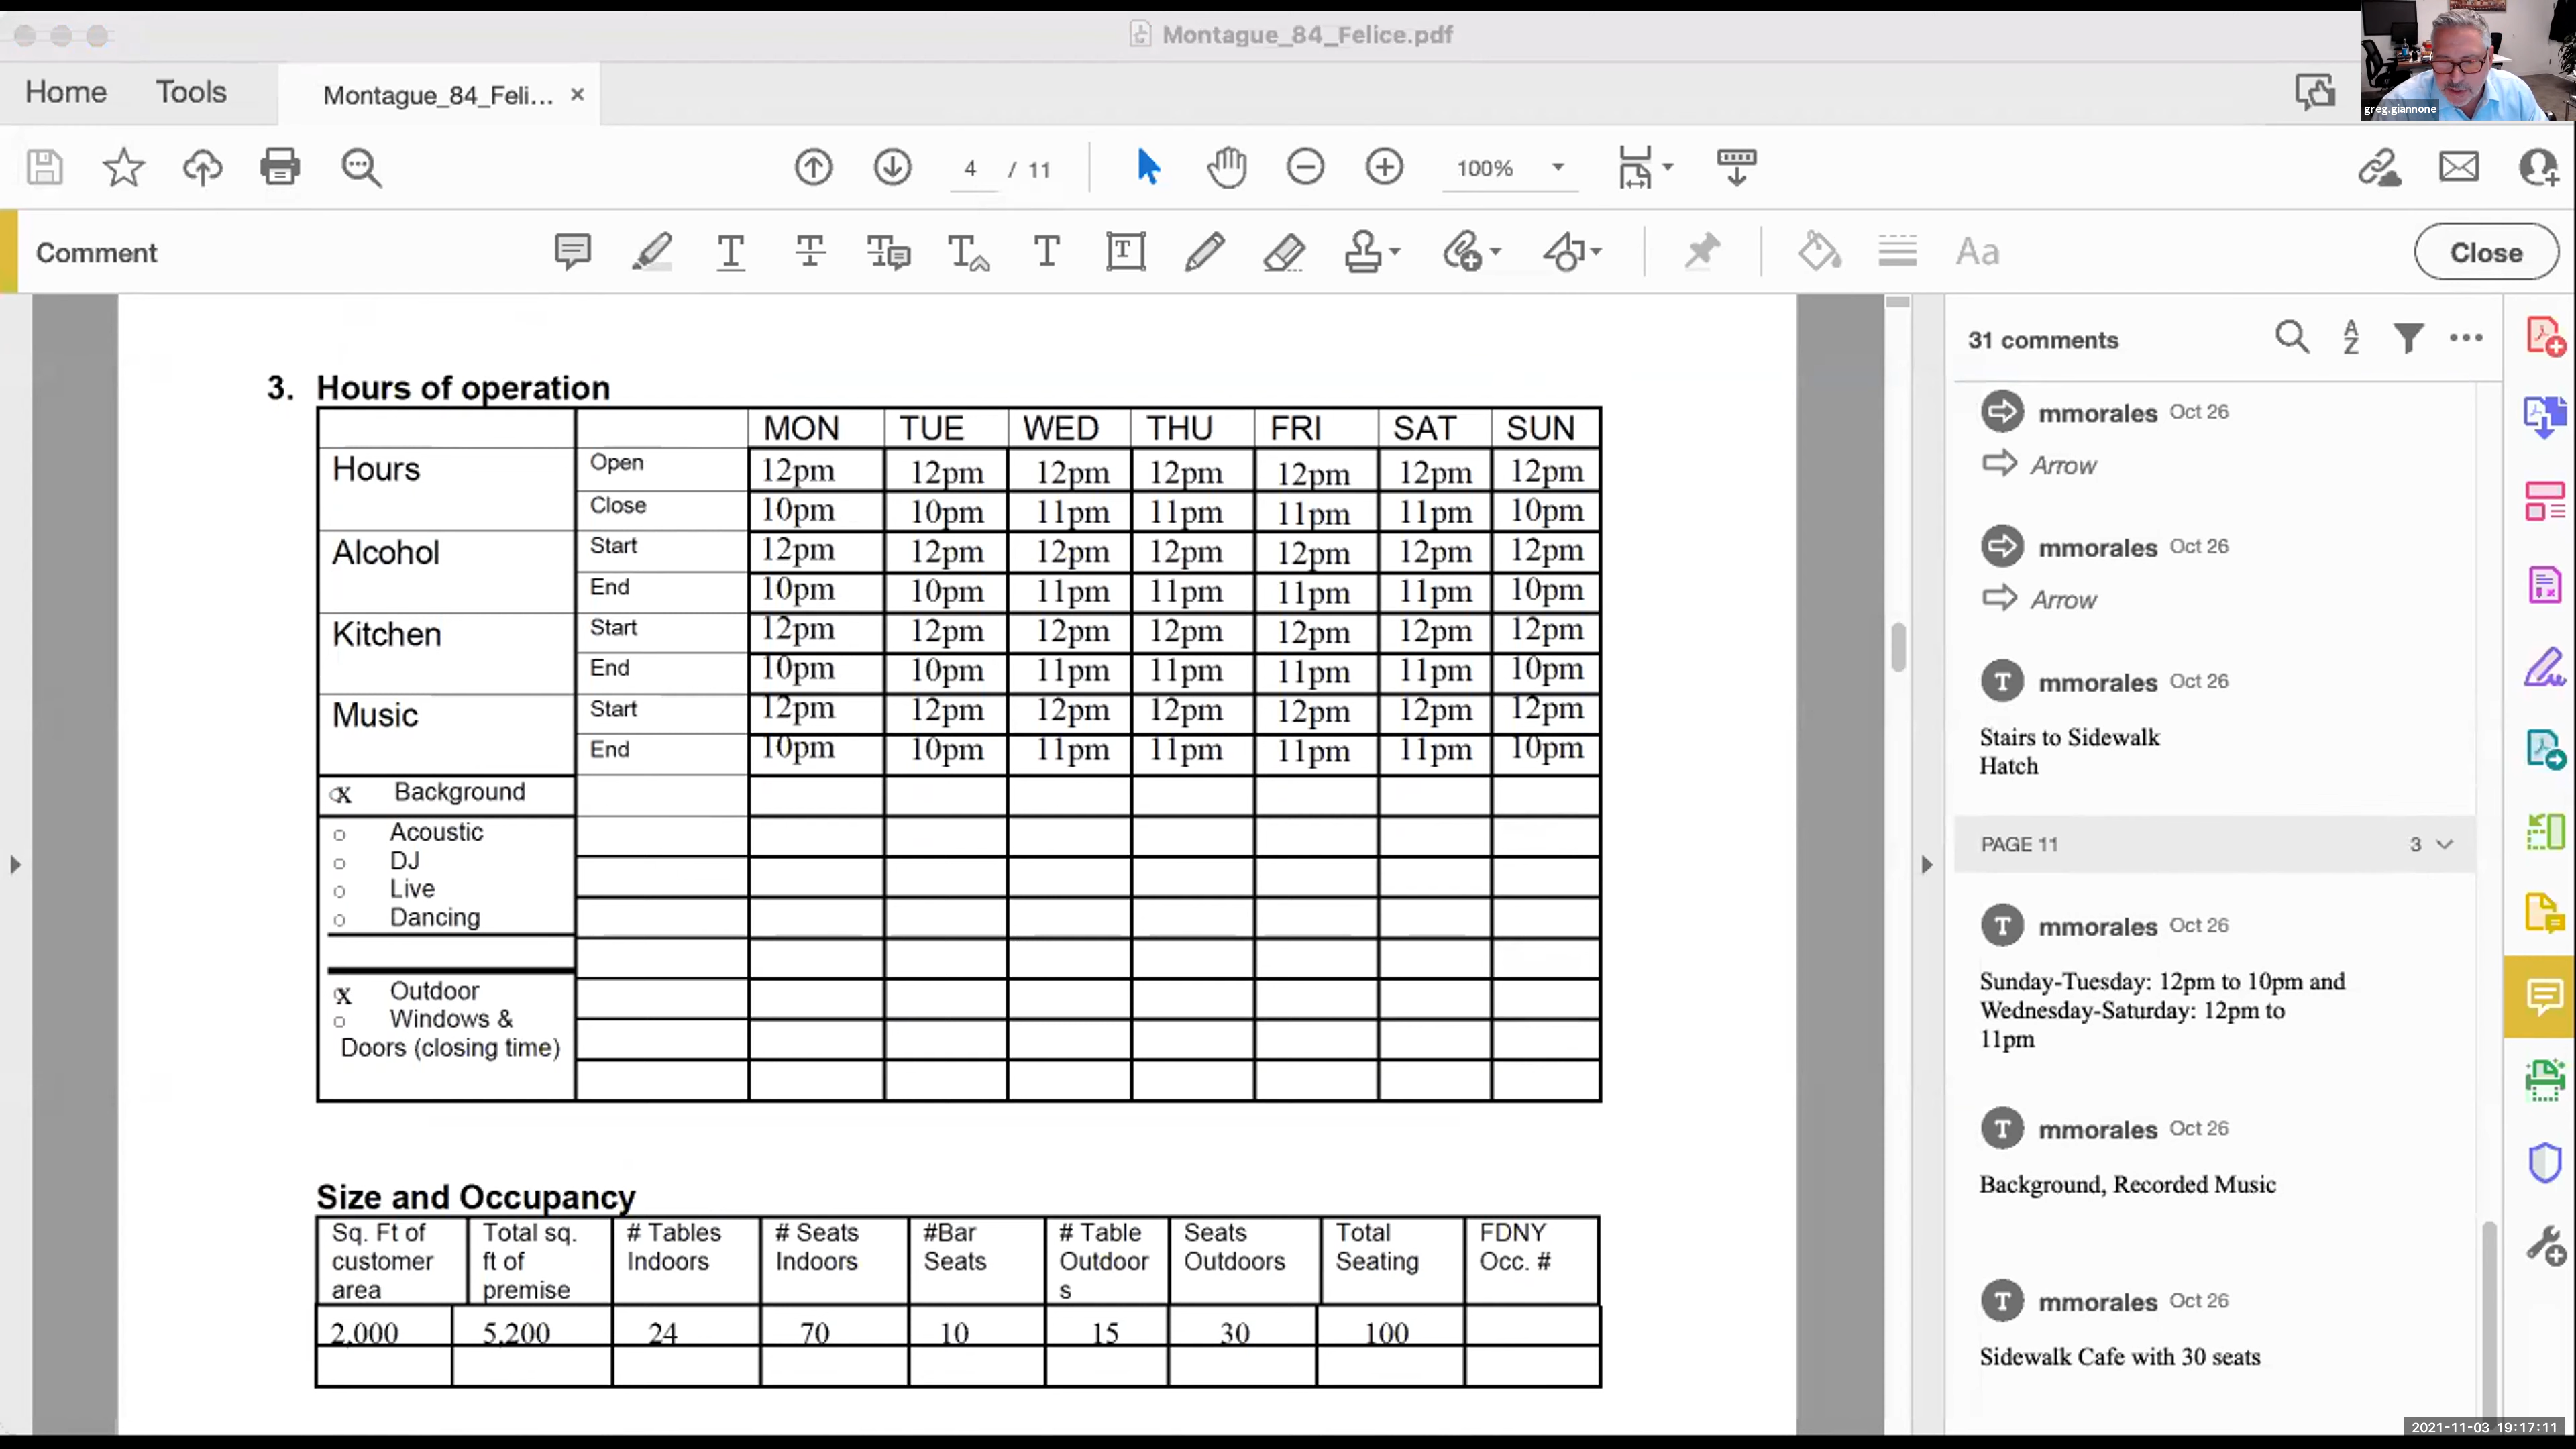 Montague_84_Felice.pdf
Home Tools Montague_84_Feli... ×
greg.giannone
4 / 11 100%
Comment Close
31 comments
3. Hours of operation
MON TUE WED THU FRI SAT SUN
Hours Open 12pm 12pm 12pm 12pm 12pm 12pm 12pm
Close 10pm 10pm 11pm 11pm 11pm 11pm 10pm
Alcohol Start 12pm 12pm 12pm 12pm 12pm 12pm 12pm
End 10pm 10pm 11pm 11pm 11pm 11pm 10pm
Kitchen Start 12pm 12pm 12pm 12pm 12pm 12pm 12pm
End 10pm 10pm 11pm 11pm 11pm 11pm 10pm
Music Start 12pm 12pm 12pm 12pm 12pm 12pm 12pm
End 10pm 10pm 11pm 11pm 11pm 11pm 10pm
x Background
o Acoustic
o DJ
o Live
o Dancing
x Outdoor
o Windows &
Doors (closing time)
Size and Occupancy
Sq. Ft of customer area Total sq. ft of premise # Tables Indoors # Seats Indoors #Bar Seats # Table Outdoors Seats Outdoors Total Seating FDNY Occ. #
2,000 5,200 24 70 10 15 30 100
mmorales Oct 26
Arrow
mmorales Oct 26
Arrow
mmorales Oct 26
Stairs to Sidewalk
Hatch
PAGE 11 3
mmorales Oct 26
Sunday-Tuesday: 12pm to 10pm and
Wednesday-Saturday: 12pm to
11pm
mmorales Oct 26
Background, Recorded Music
mmorales Oct 26
Sidewalk Cafe with 30 seats
2021-11-03 19:17:11